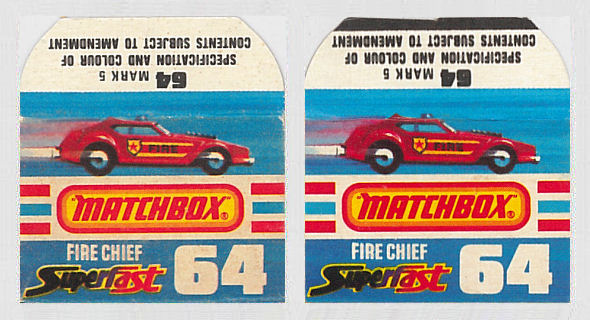 64 MARK 5
SPECIFICATION AND COLOUR OF
CONTENTS SUBJECT TO AMENDMENT
FIRE
"MATCHBOX"®
FIRE CHIEF
Superfast 64
64 MARK 5
SPECIFICATION AND COLOUR OF
CONTENTS SUBJECT TO AMENDMENT
FIRE
"MATCHBOX"®
FIRE CHIEF
Superfast 64